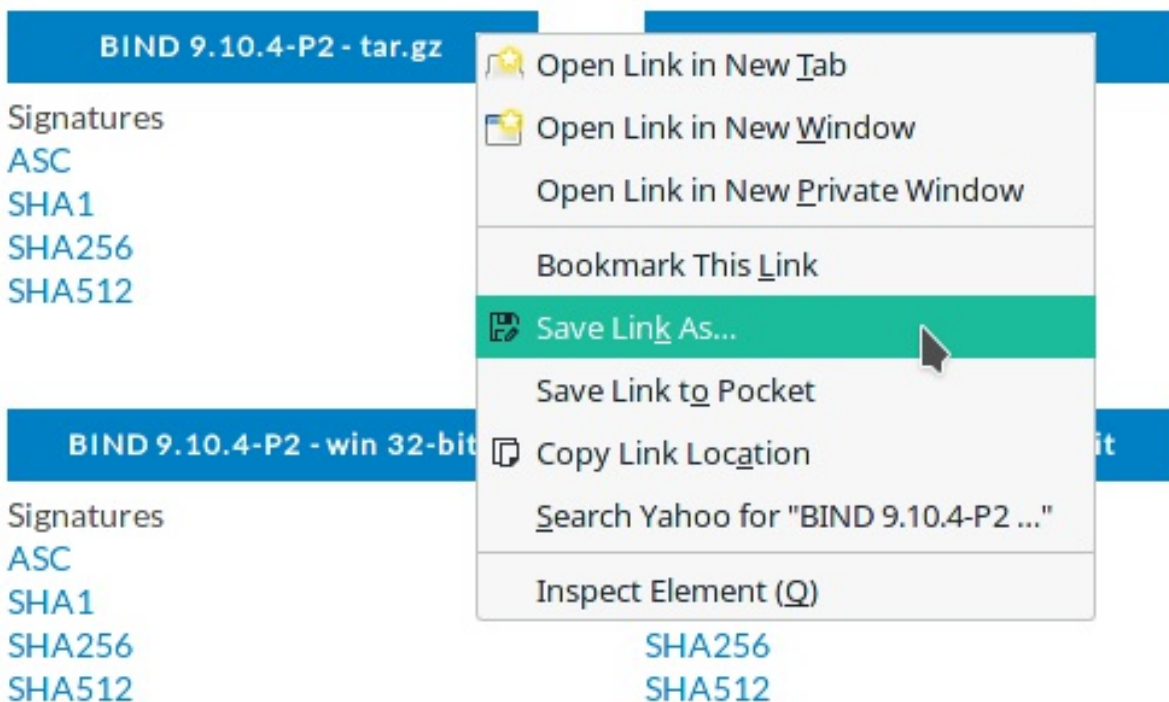 BIND 9.10.4-P2 - tar.gz
Signatures
ASC
SHA1
SHA256
SHA512
Open Link in New Tab
Open Link in New Window
Open Link in New Private Window
Bookmark This Link
Save Link As...
Save Link to Pocket
Copy Link Location
Search Yahoo for "BIND 9.10.4-P2 ..."
Inspect Element (Q)
BIND 9.10.4-P2 - win 32-bit
Signatures
ASC
SHA1
SHA256
SHA512
it
SHA256
SHA512